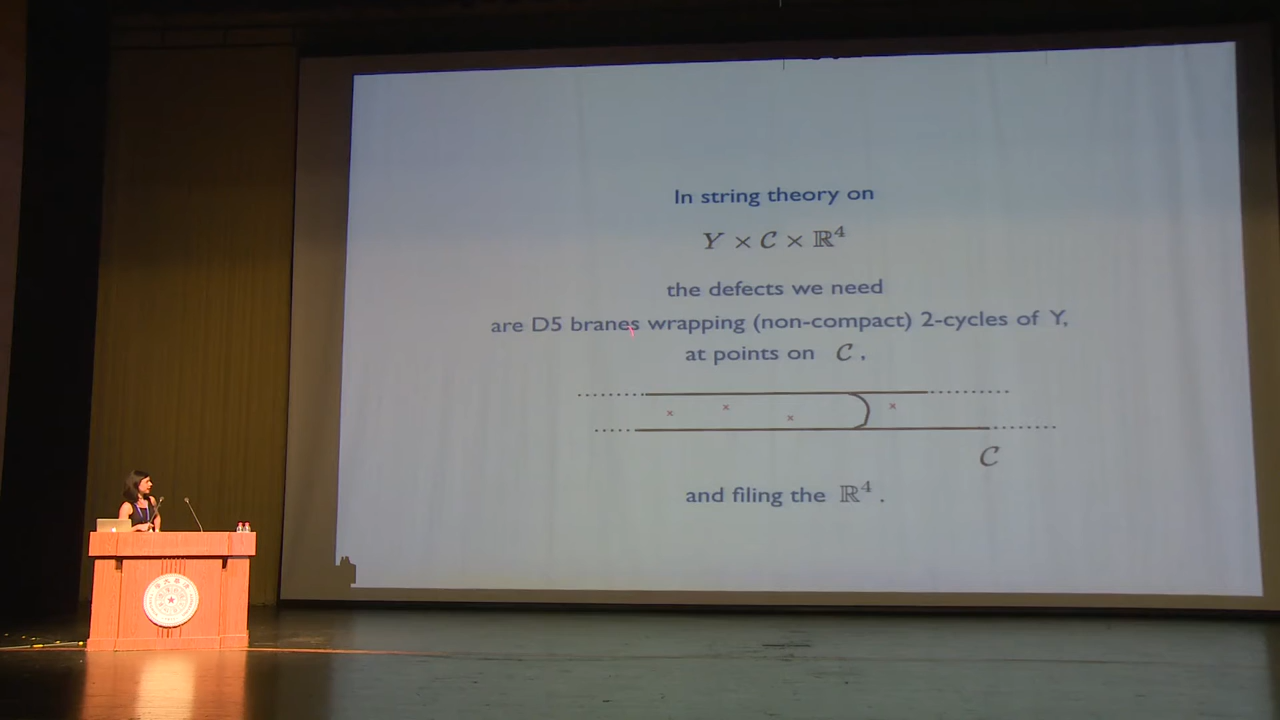 In string theory on
Y × C × ℝ⁴
the defects we need
are D5 branes wrapping (non-compact) 2-cycles of Y,
at points on C.
C
and filing the ℝ⁴ .